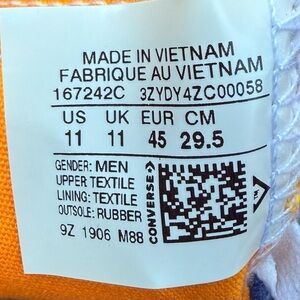 MADE IN VIETNAM
FABRIQUE AU VIETNAM
167242C 3ZYDY4ZC00058
US UK EUR CM
11 11 45 29.5
GENDER: MEN
UPPER TEXTILE
LINING: TEXTILE
OUTSOLE: RUBBER
9Z 1906 M88
CONVERSE